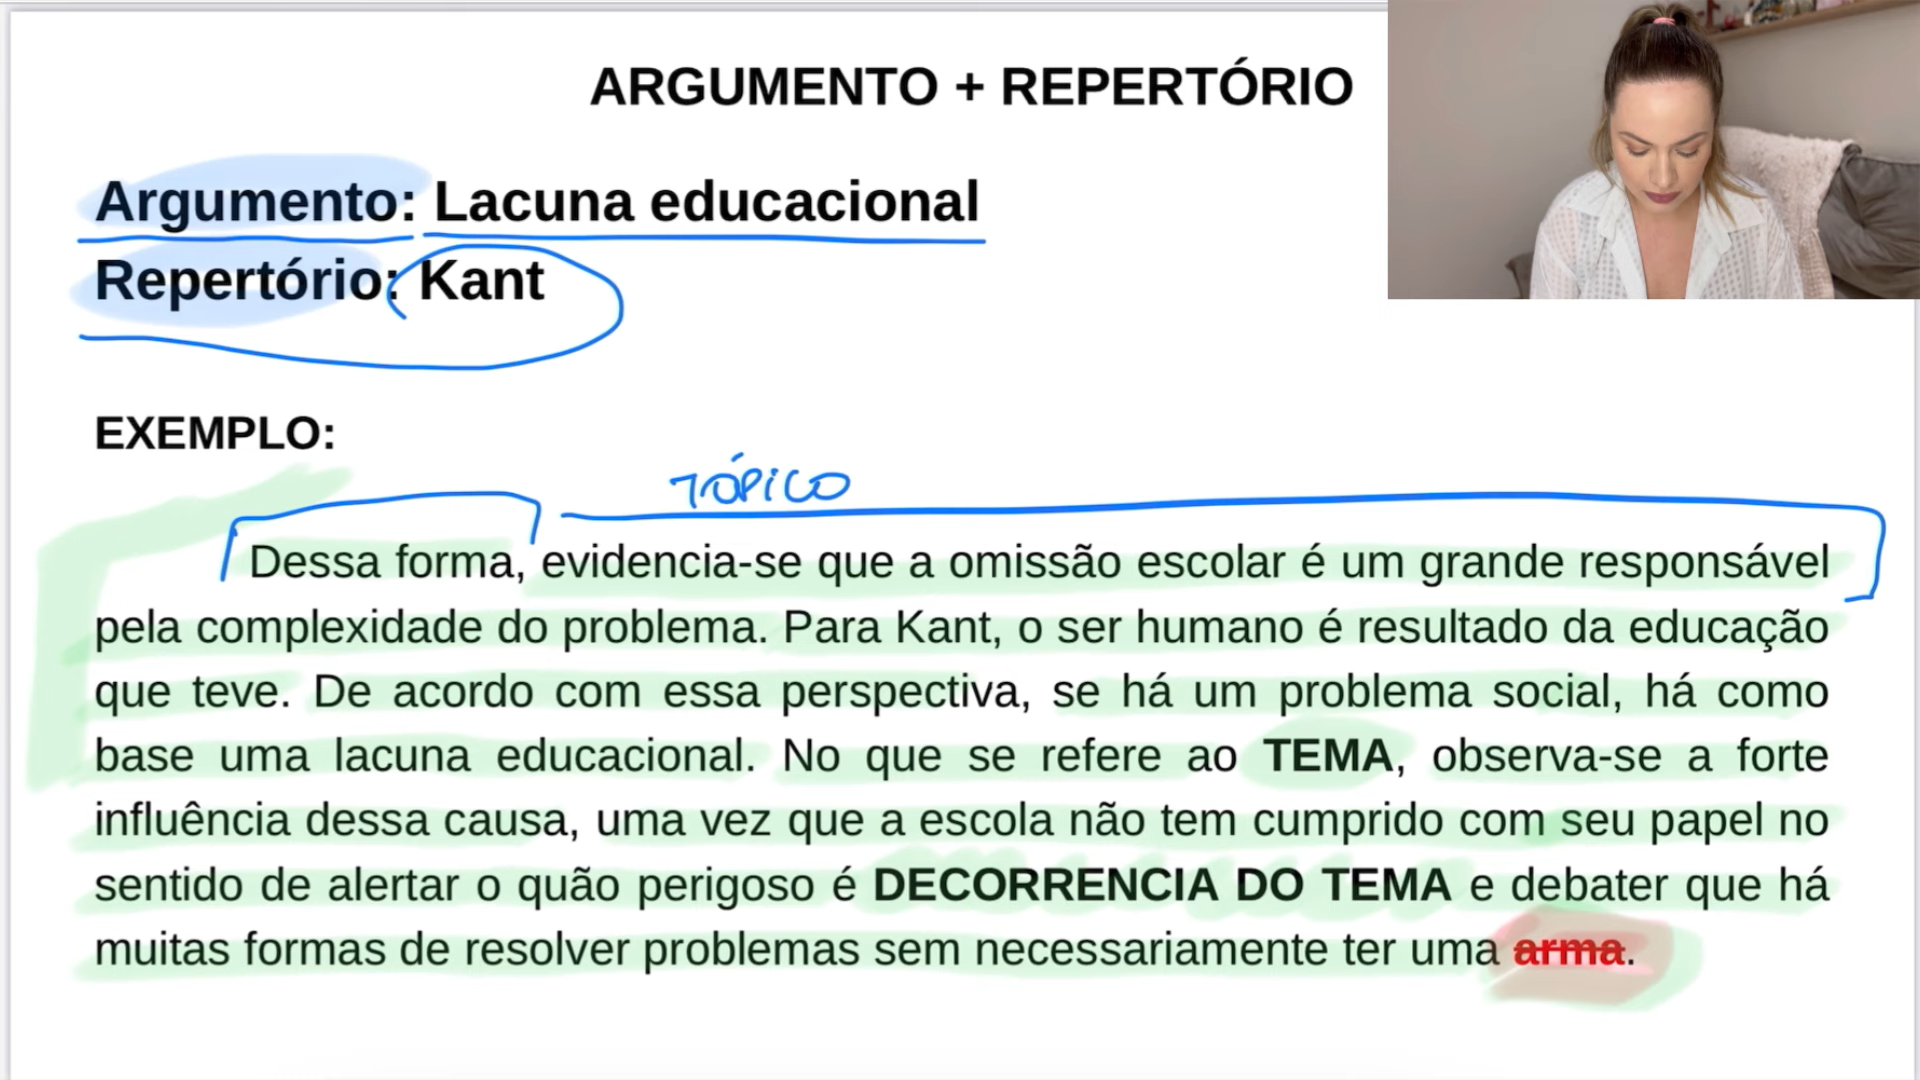 ARGUMENTO + REPERTÓRIO
Argumento: Lacuna educacional
Repertório: Kant
EXEMPLO:
TÓPICO
Dessa forma, evidencia-se que a omissão escolar é um grande responsável
pela complexidade do problema. Para Kant, o ser humano é resultado da educação
que teve. De acordo com essa perspectiva, se há um problema social, há como
base uma lacuna educacional. No que se refere ao TEMA, observa-se a forte
influência dessa causa, uma vez que a escola não tem cumprido com seu papel no
sentido de alertar o quão perigoso é DECORRENCIA DO TEMA e debater que há
muitas formas de resolver problemas sem necessariamente ter uma arma.